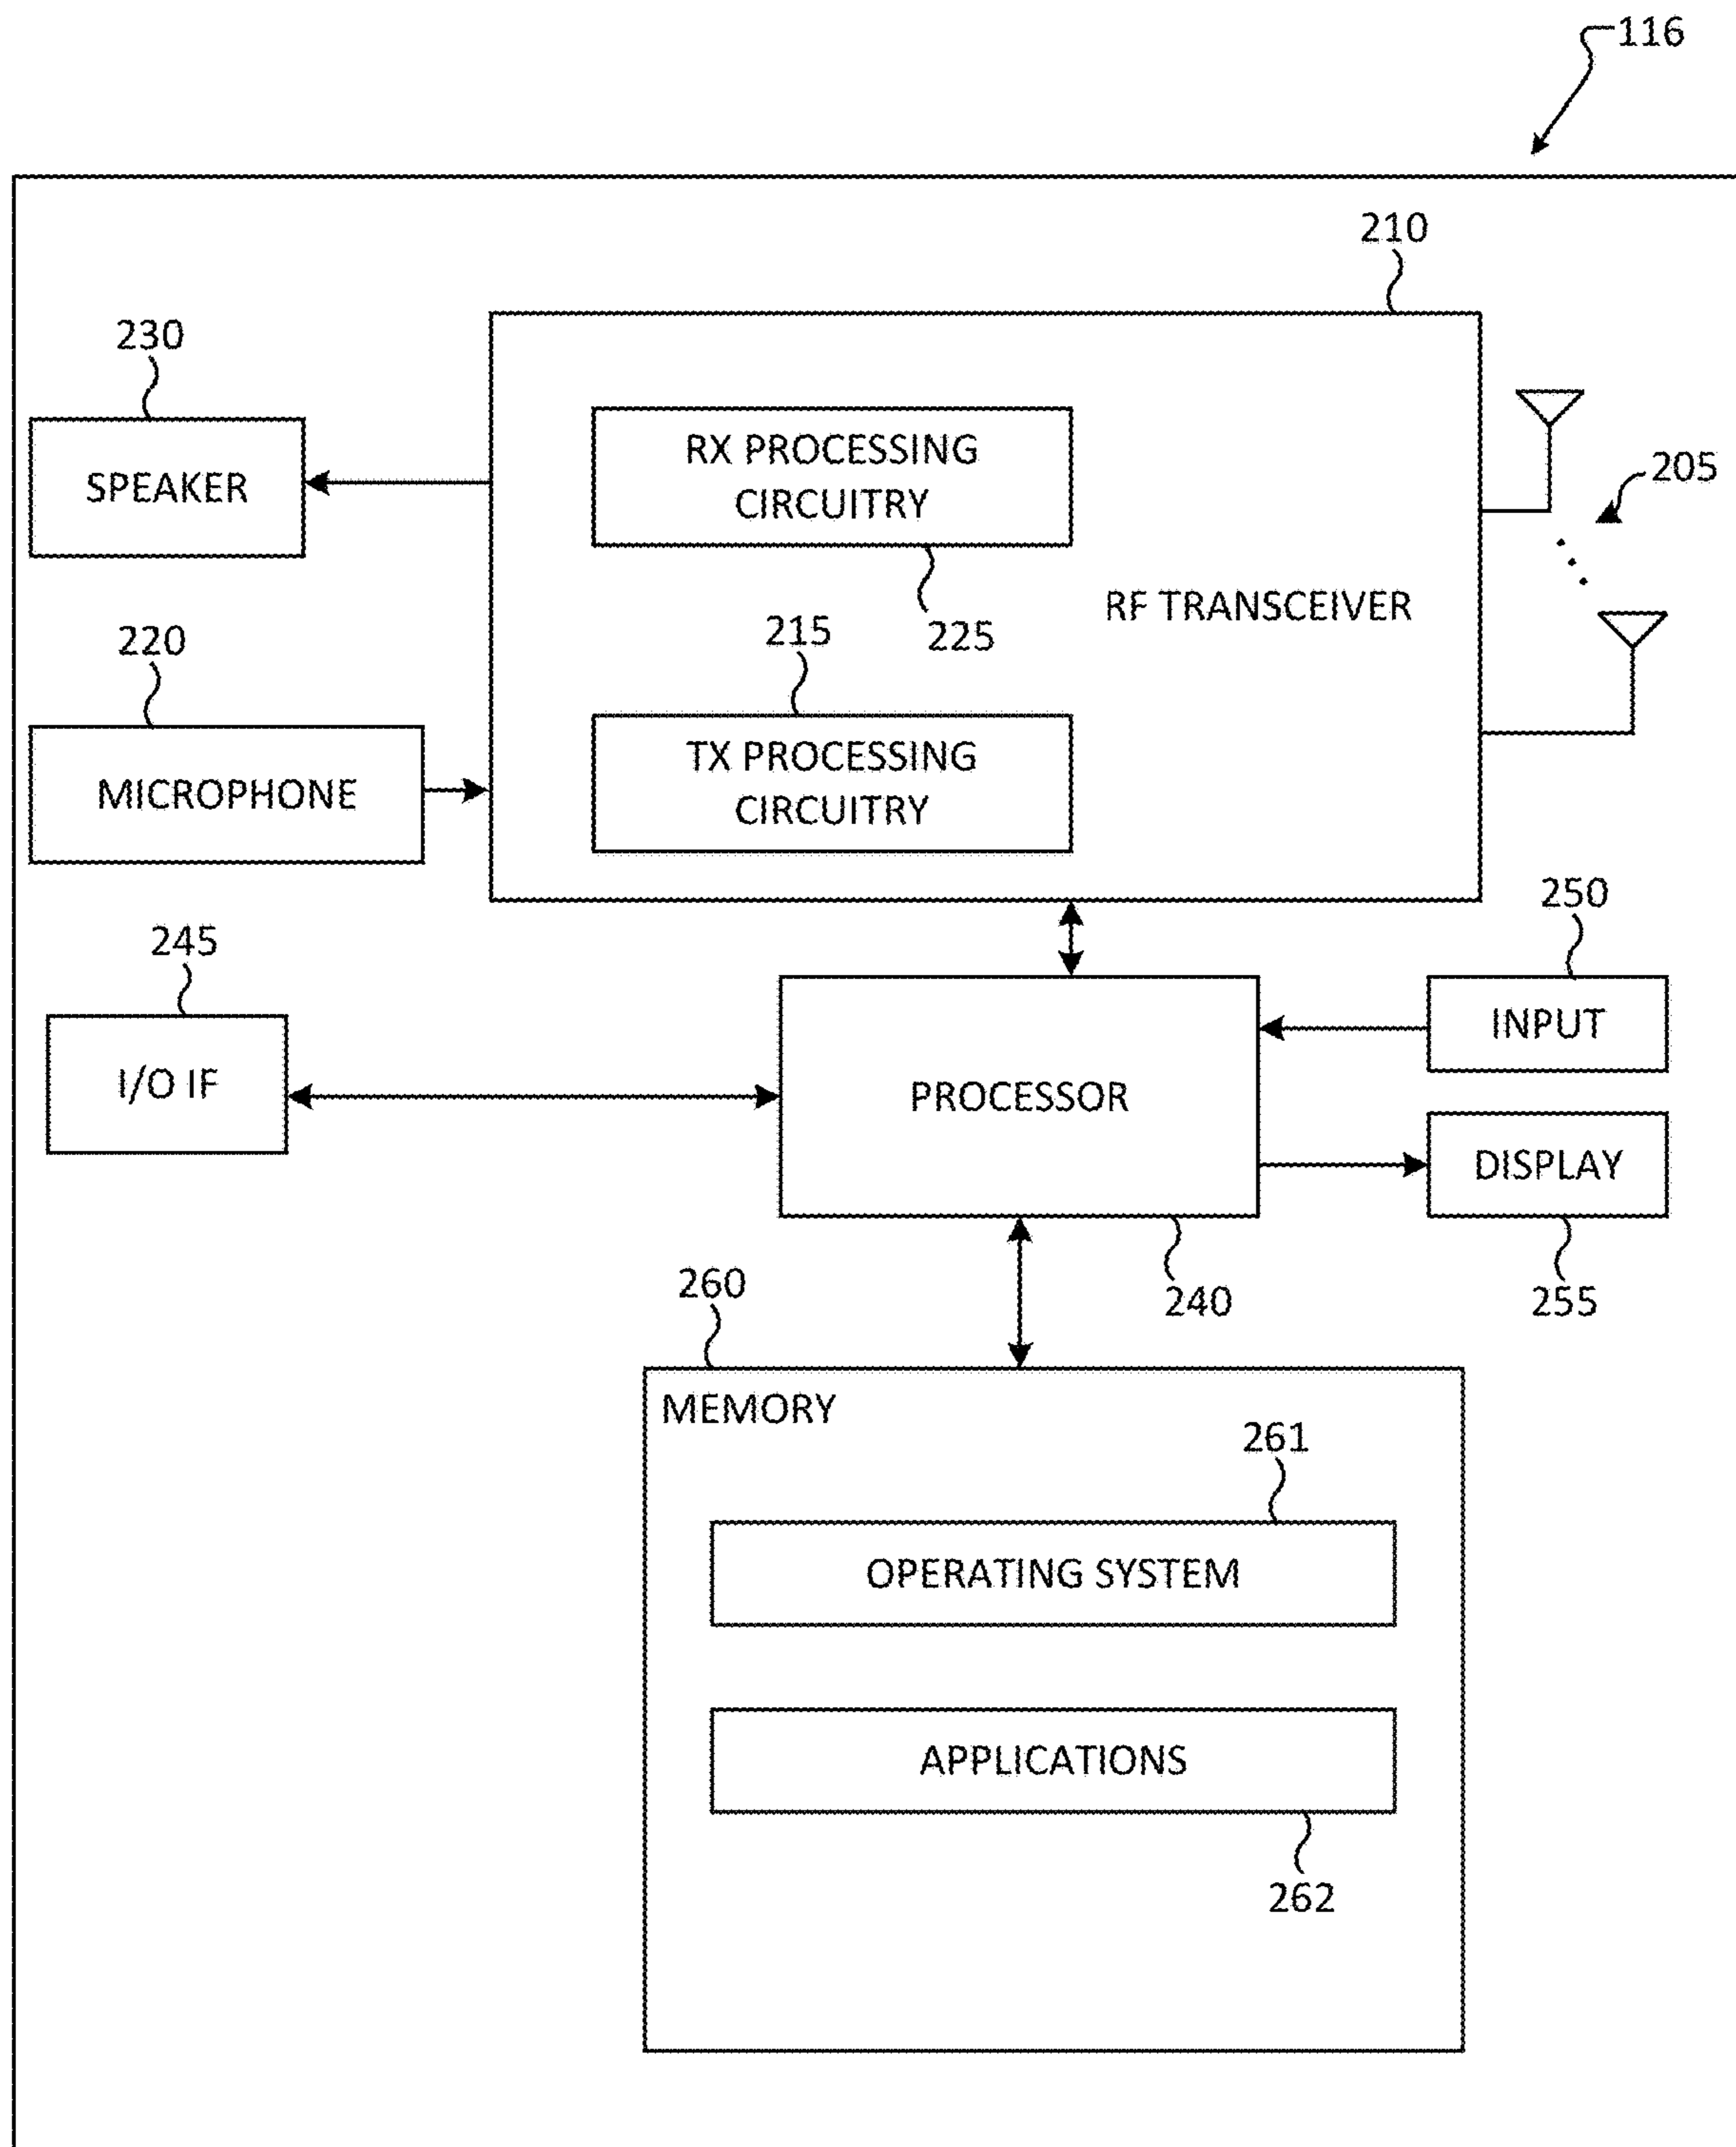 116
210
230
RX PROCESSING
CIRCUITRY
SPEAKER
205
225
RF TRANSCEIVER
220
215
TX PROCESSING
CIRCUITRY
MICROPHONE
245
250
I/O IF
PROCESSOR
INPUT
DISPLAY
260
240
255
MEMORY
261
OPERATING SYSTEM
APPLICATIONS
262